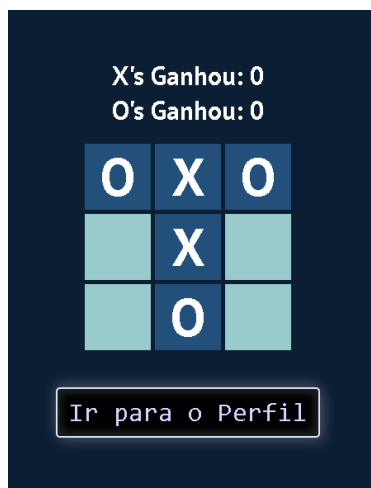 X's Ganhou: 0
O's Ganhou: 0
O X O
X
O
Ir para o Perfil